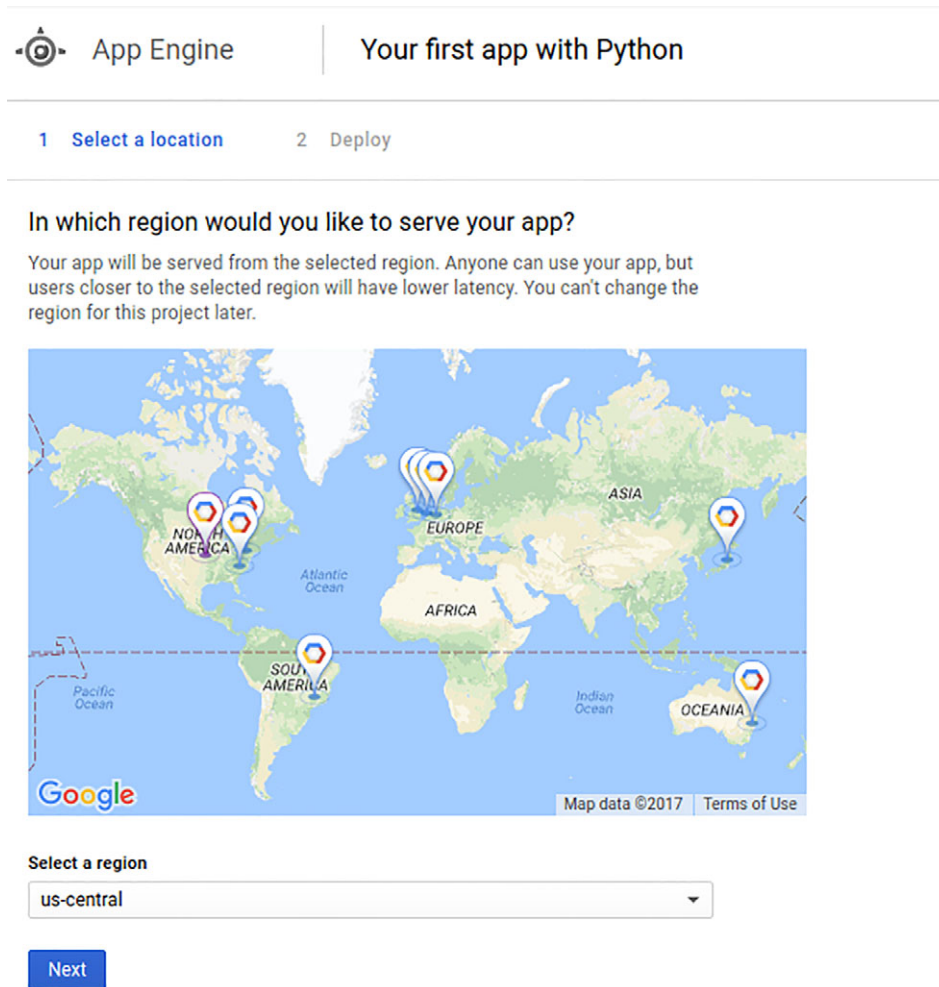 App Engine
Your first app with Python
1 Select a location
2 Deploy
In which region would you like to serve your app?
Your app will be served from the selected region. Anyone can use your app, but
users closer to the selected region will have lower latency. You can't change the
region for this project later.
ASIA
EUROPE
NORTH
AMERICA
Atlantic
Ocean
AFRICA
SOU
AMERICA
Pacific
Ocean
Indian
Ocean
OCEANIA
Google
Map data ©2017
Terms of Use
Select a region
us-central
Next